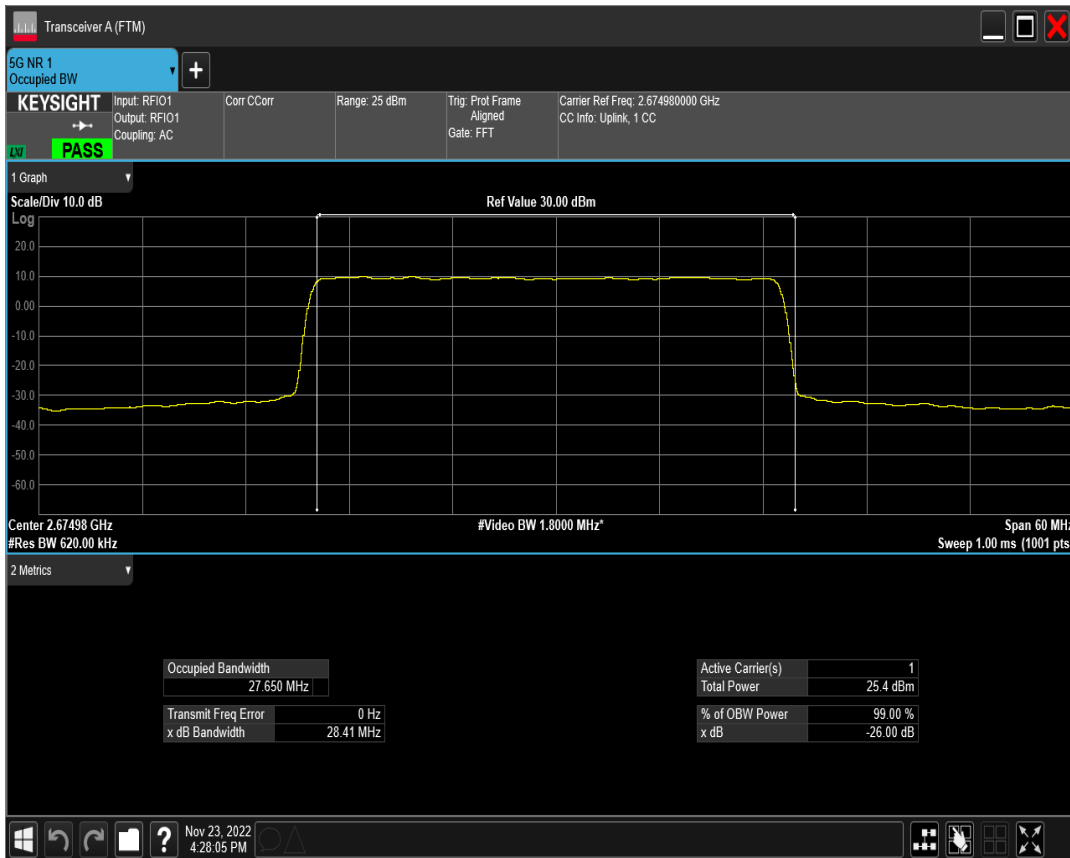 Transceiver A (FTM)
5G NR 1
Occupied BW
+
KEYSIGHT
LXI
PASS
Input: RFIO1
Output: RFIO1
Coupling: AC
Corr CCorr
Range: 25 dBm
Trig: Prot Frame
Aligned
Gate: FFT
Carrier Ref Freq: 2.674980000 GHz
CC Info: Uplink, 1 CC
1 Graph
Scale/Div 10.0 dB
Ref Value 30.00 dBm
Log
20.0
10.0
0.00
-10.0
-20.0
-30.0
-40.0
-50.0
-60.0
Center 2.67498 GHz
#Video BW 1.8000 MHz*
Span 60 MHz
#Res BW 620.00 kHz
Sweep 1.00 ms (1001 pts
2 Metrics
Occupied Bandwidth
27.650 MHz
Transmit Freq Error 0 Hz
x dB Bandwidth 28.41 MHz
Active Carrier(s) 1
Total Power 25.4 dBm
% of OBW Power 99.00 %
x dB -26.00 dB
?
Nov 23, 2022
4:28:05 PM